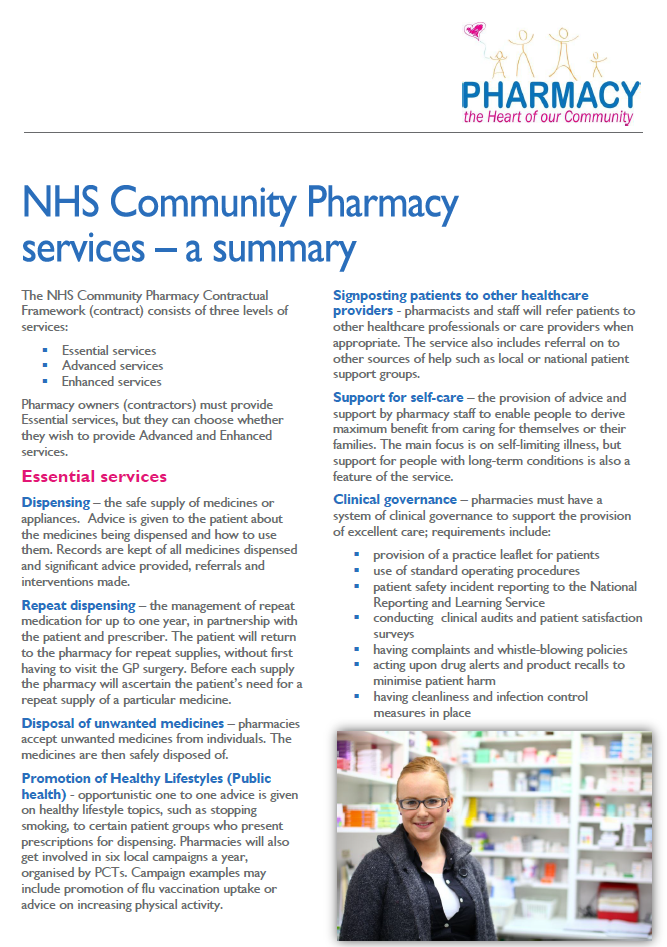 PHARMACY
the Heart of our Community
NHS Community Pharmacy
services – a summary
The NHS Community Pharmacy Contractual
Framework (contract) consists of three levels of
services:
▪ Essential services
▪ Advanced services
▪ Enhanced services
Pharmacy owners (contractors) must provide
Essential services, but they can choose whether
they wish to provide Advanced and Enhanced
services.
Essential services
Dispensing – the safe supply of medicines or
appliances. Advice is given to the patient about
the medicines being dispensed and how to use
them. Records are kept of all medicines dispensed
and significant advice provided, referrals and
interventions made.
Repeat dispensing – the management of repeat
medication for up to one year, in partnership with
the patient and prescriber. The patient will return
to the pharmacy for repeat supplies, without first
having to visit the GP surgery. Before each supply
the pharmacy will ascertain the patient's need for a
repeat supply of a particular medicine.
Disposal of unwanted medicines – pharmacies
accept unwanted medicines from individuals. The
medicines are then safely disposed of.
Promotion of Healthy Lifestyles (Public
health) - opportunistic one to one advice is given
on healthy lifestyle topics, such as stopping
smoking, to certain patient groups who present
prescriptions for dispensing. Pharmacies will also
get involved in six local campaigns a year,
organised by PCTs. Campaign examples may
include promotion of flu vaccination uptake or
advice on increasing physical activity.
Signposting patients to other healthcare
providers - pharmacists and staff will refer patients to
other healthcare professionals or care providers when
appropriate. The service also includes referral on to
other sources of help such as local or national patient
support groups.
Support for self-care – the provision of advice and
support by pharmacy staff to enable people to derive
maximum benefit from caring for themselves or their
families. The main focus is on self-limiting illness, but
support for people with long-term conditions is also a
feature of the service.
Clinical governance – pharmacies must have a
system of clinical governance to support the provision
of excellent care; requirements include:
▪ provision of a practice leaflet for patients
▪ use of standard operating procedures
▪ patient safety incident reporting to the National
Reporting and Learning Service
▪ conducting clinical audits and patient satisfaction
surveys
▪ having complaints and whistle-blowing policies
▪ acting upon drug alerts and product recalls to
minimise patient harm
▪ having cleanliness and infection control
measures in place